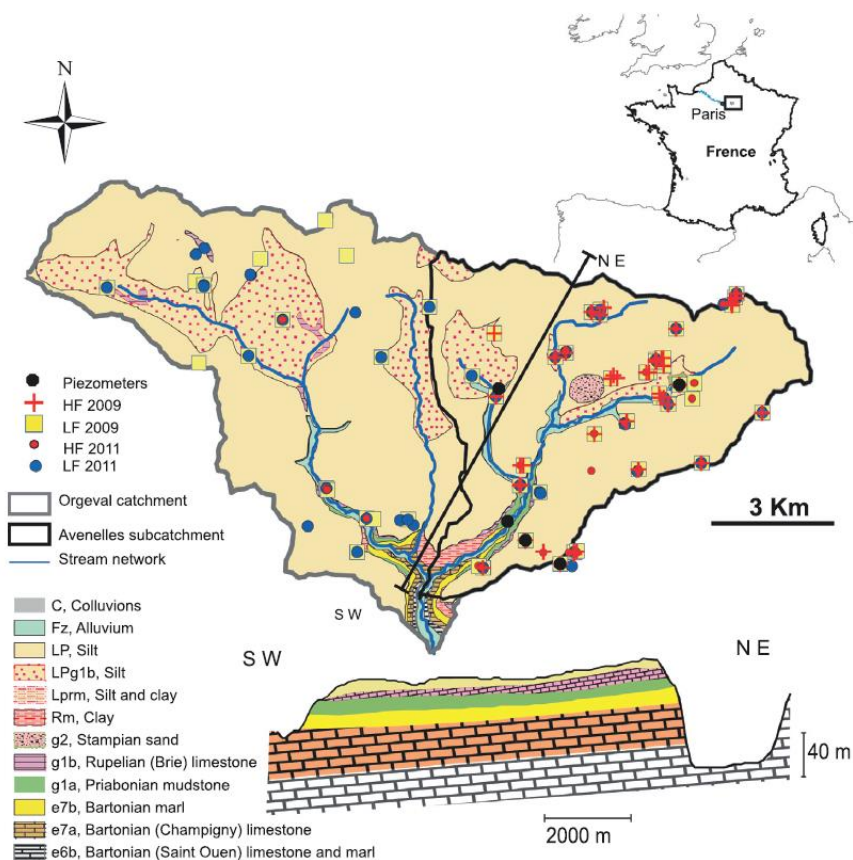 N
Paris
Frence
N E
Piezometers
HF 2009
LF 2009
HF 2011
LF 2011
Orgeval catchment
Avenelles subcatchment
Stream network
3 Km
S W
C, Colluvions
Fz, Alluvium
LP, Silt
LPg1b, Silt
Lprm, Silt and clay
Rm, Clay
g2, Stampian sand
g1b, Rupelian (Brie) limestone
g1a, Priabonian mudstone
e7b, Bartonian marl
e7a, Bartonian (Champigny) limestone
e6b, Bartonian (Saint Ouen) limestone and marl
S W
N E
40 m
2000 m